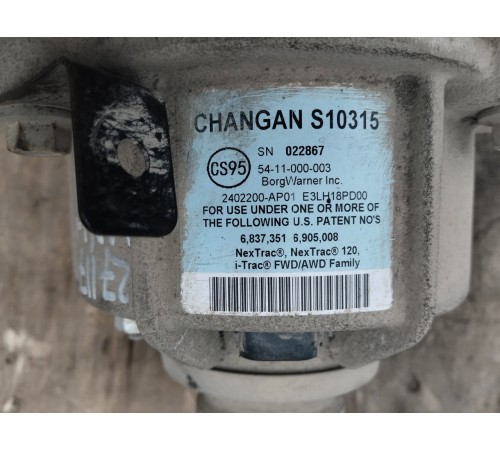 CHANGAN S10315
SN 022867
CS95
54-11-000-003
BorgWarner Inc.
2402200-AP01 E3LH18PD00
FOR USE UNDER ONE OR MORE OF
THE FOLLOWING U.S. PATENT NO'S
6,837,351 6,905,008
NexTrac®, NexTrac® 120,
i-Trac® FWD/AWD Family